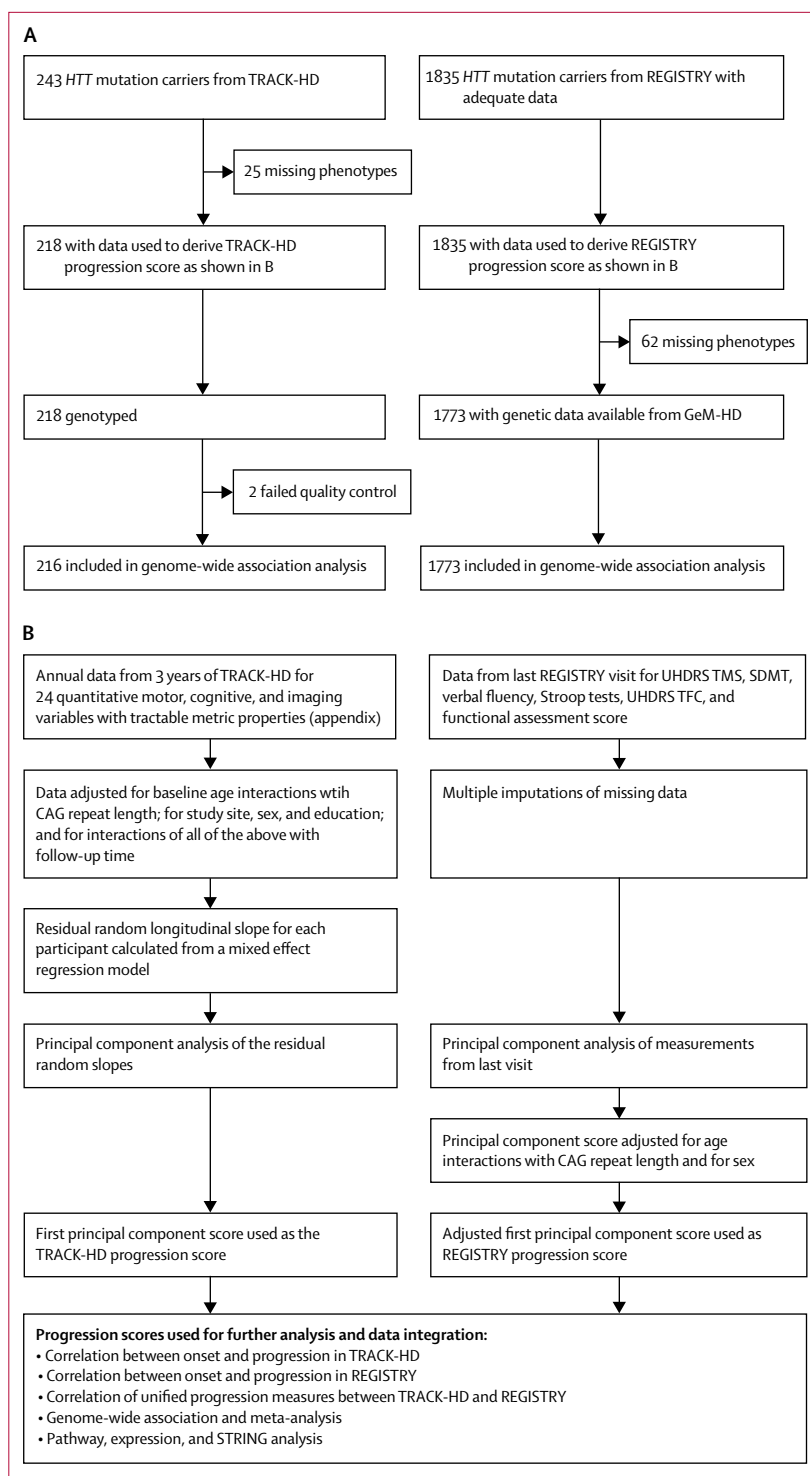 A
243 HTT mutation carriers from TRACK-HD
1835 HTT mutation carriers from REGISTRY with
adequate data
25 missing phenotypes
218 with data used to derive TRACK-HD
progression score as shown in B
1835 with data used to derive REGISTRY
progression score as shown in B
62 missing phenotypes
218 genotyped
1773 with genetic data available from GeM-HD
2 failed quality control
216 included in genome-wide association analysis
1773 included in genome-wide association analysis
B
Annual data from 3 years of TRACK-HD for
24 quantitative motor, cognitive, and imaging
variables with tractable metric properties (appendix)
Data from last REGISTRY visit for UHDRS TMS, SDMT,
verbal fluency, Stroop tests, UHDRS TFC, and
functional assessment score
Data adjusted for baseline age interactions wtih
CAG repeat length; for study site, sex, and education;
and for interactions of all of the above with
follow-up time
Multiple imputations of missing data
Residual random longitudinal slope for each
participant calculated from a mixed effect
regression model
Principal component analysis of the residual
random slopes
Principal component analysis of measurements
from last visit
Principal component score adjusted for age
interactions with CAG repeat length and for sex
First principal component score used as the
TRACK-HD progression score
Adjusted first principal component score used as
REGISTRY progression score
Progression scores used for further analysis and data integration:
• Correlation between onset and progression in TRACK-HD
• Correlation between onset and progression in REGISTRY
• Correlation of unified progression measures between TRACK-HD and REGISTRY
• Genome-wide association and meta-analysis
• Pathway, expression, and STRING analysis